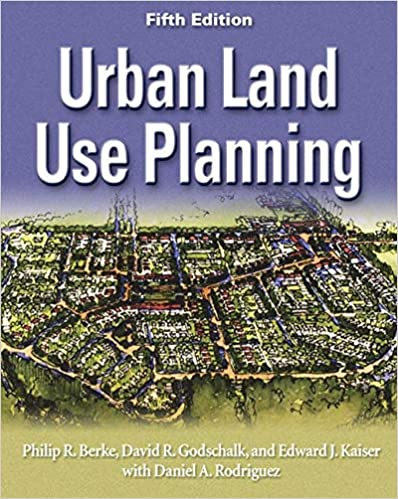 Fifth Edition
Urban Land
Use Planning
Philip R. Berke, David R. Godschalk, and Edward J. Kaiser
with Daniel A. Rodriguez